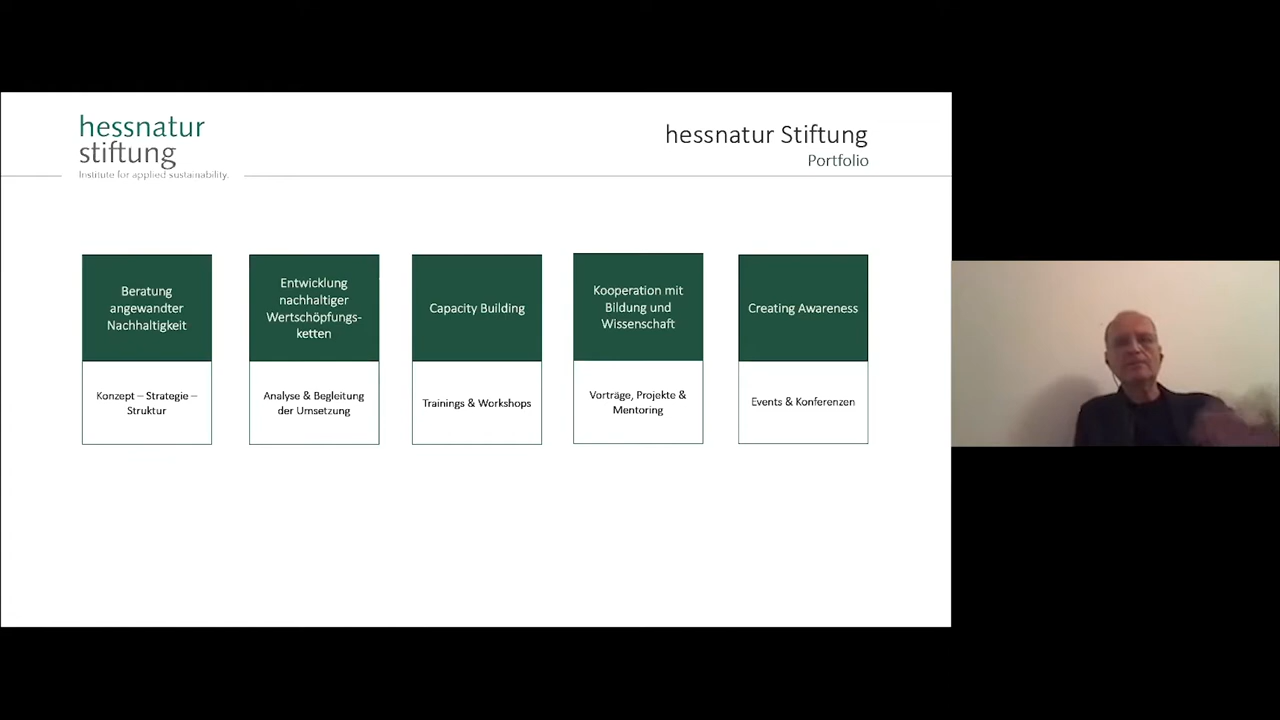 hessnatur
stiftung
Institute for applied sustainability.
hessnatur Stiftung
Portfolio
Beratung
angewandter
Nachhaltigkeit
Konzept – Strategie –
Struktur
Entwicklung
nachhaltiger
Wertschöpfungs-
ketten
Analyse & Begleitung
der Umsetzung
Capacity Building
Trainings & Workshops
Kooperation mit
Bildung und
Wissenschaft
Vorträge, Projekte &
Mentoring
Creating Awareness
Events & Konferenzen